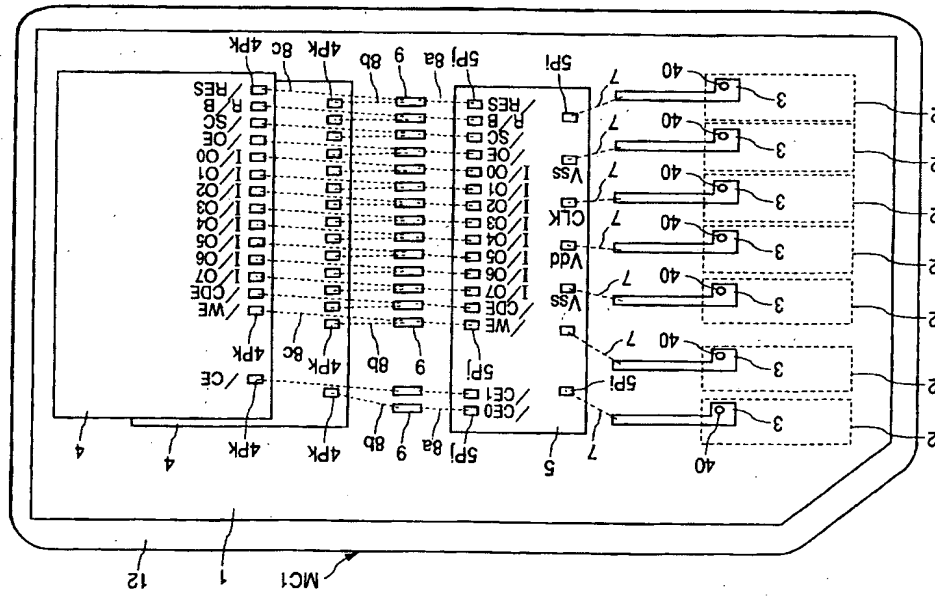 MC1
1
12
40
7
5
5Pj
8a
9
8b
4Pk
4Pk
4
4
2
3
/CE0
/CE1
5Pi
/CE
2
40
3
7
5Pj
9
8b
4Pk
8c
4Pk
/WE
/CDE
I/O7
I/O6
I/O5
I/O4
I/O3
I/O2
I/O1
I/O0
/OE
/SC
R/B
/RES
/WE
/CDE
I/O7
I/O6
I/O5
I/O4
I/O3
I/O2
I/O1
I/O0
/OE
/SC
R/B
/RES
2
3
40
7
Vss
2
3
40
7
Vdd
2
3
40
7
CLK
2
3
40
7
Vss
2
3
40
7
5Pi
5Pj
8a
9
8b
4Pk
8c
4Pk